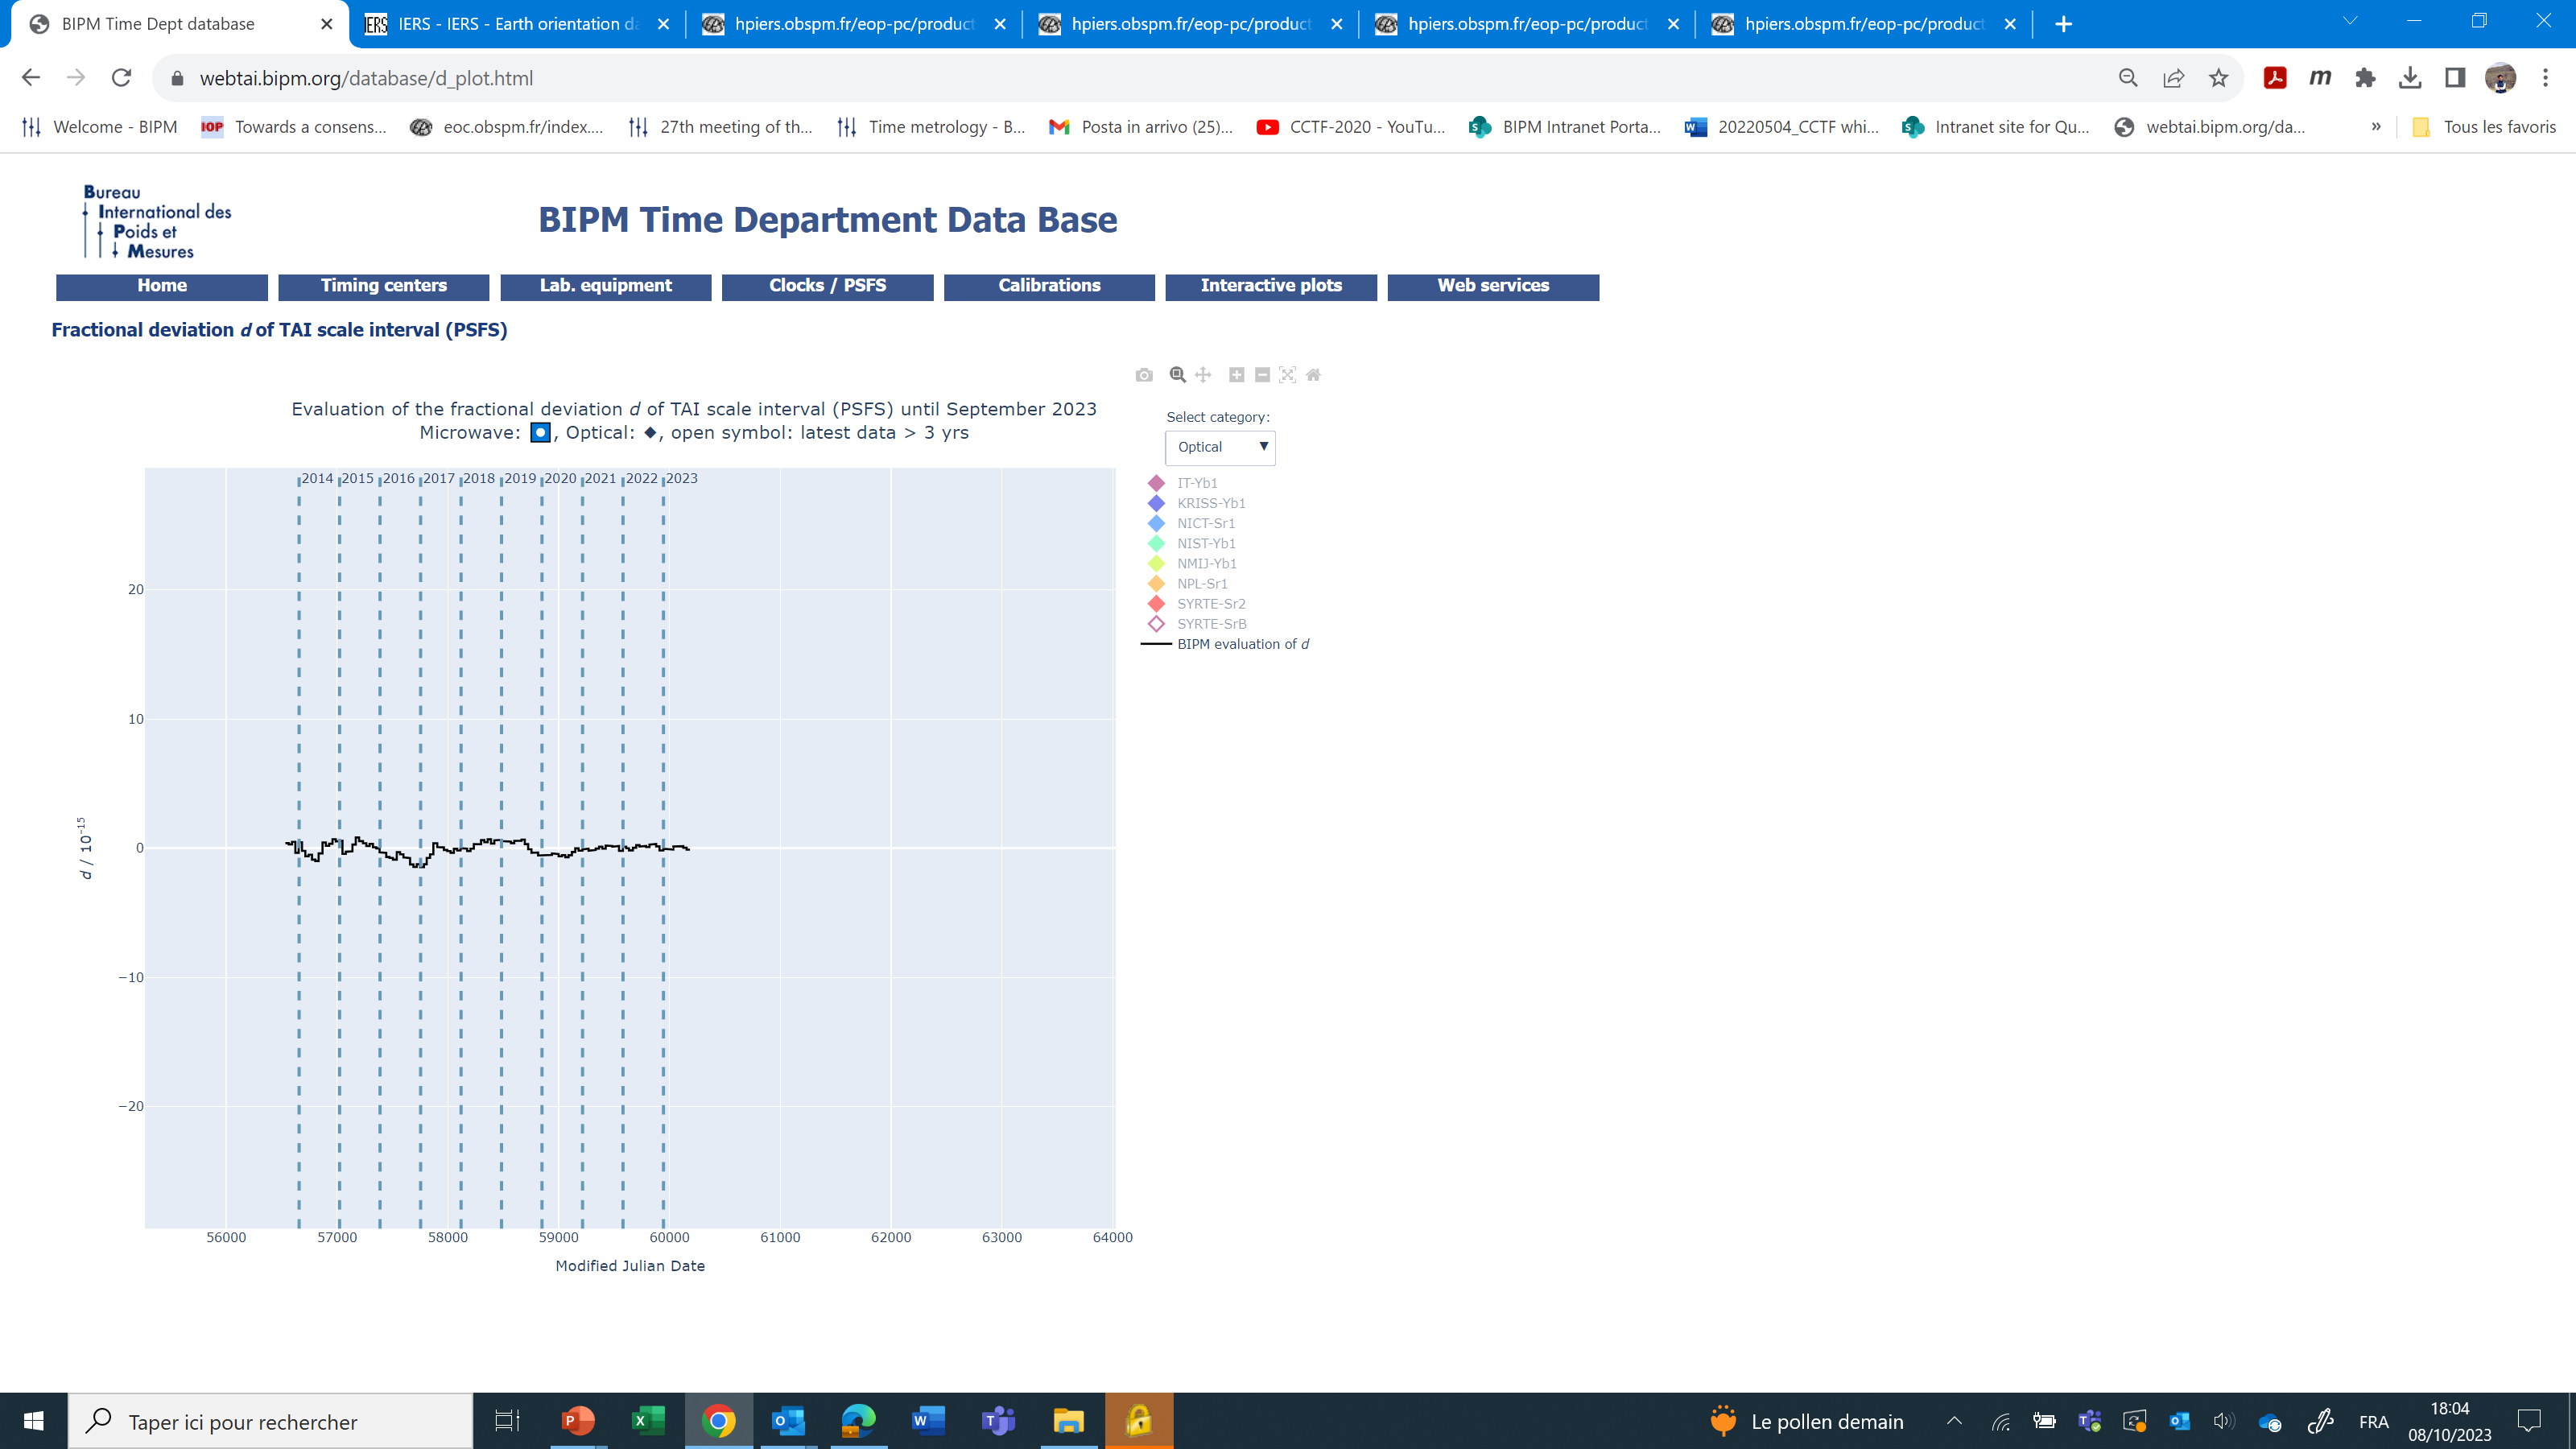 BIPM Time Dept database
IERS IERS - IERS - Earth orientation da
hpiers.obspm.fr/eop-pc/product
hpiers.obspm.fr/eop-pc/product
hpiers.obspm.fr/eop-pc/product
hpiers.obspm.fr/eop-pc/product
webtai.bipm.org/database/d_plot.html
Welcome - BIPM
IOP Towards a consens...
eoc.obspm.fr/index....
27th meeting of th...
Time metrology - B...
Posta in arrivo (25)...
CCTF-2020 - YouTu...
BIPM Intranet Porta...
20220504_CCTF whi...
Intranet site for Qu...
webtai.bipm.org/da...
»
Tous les favoris
Bureau
International des
Poids et
Mesures
BIPM Time Department Data Base
Home
Timing centers
Lab. equipment
Clocks / PSFS
Calibrations
Interactive plots
Web services
Fractional deviation d of TAI scale interval (PSFS)
Evaluation of the fractional deviation d of TAI scale interval (PSFS) until September 2023
Microwave: , Optical: ◆, open symbol: latest data > 3 yrs
Select category:
Optical ▼
IT-Yb1
KRISS-Yb1
NICT-Sr1
NIST-Yb1
NMIJ-Yb1
NPL-Sr1
SYRTE-Sr2
SYRTE-SrB
BIPM evaluation of d
2014 2015 2016 2017 2018 2019 2020 2021 2022 2023
20
10
0
−10
−20
d / 10⁻¹⁵
56000 57000 58000 59000 60000 61000 62000 63000 64000
Modified Julian Date
Taper ici pour rechercher
Le pollen demain
FRA
18:04
08/10/2023